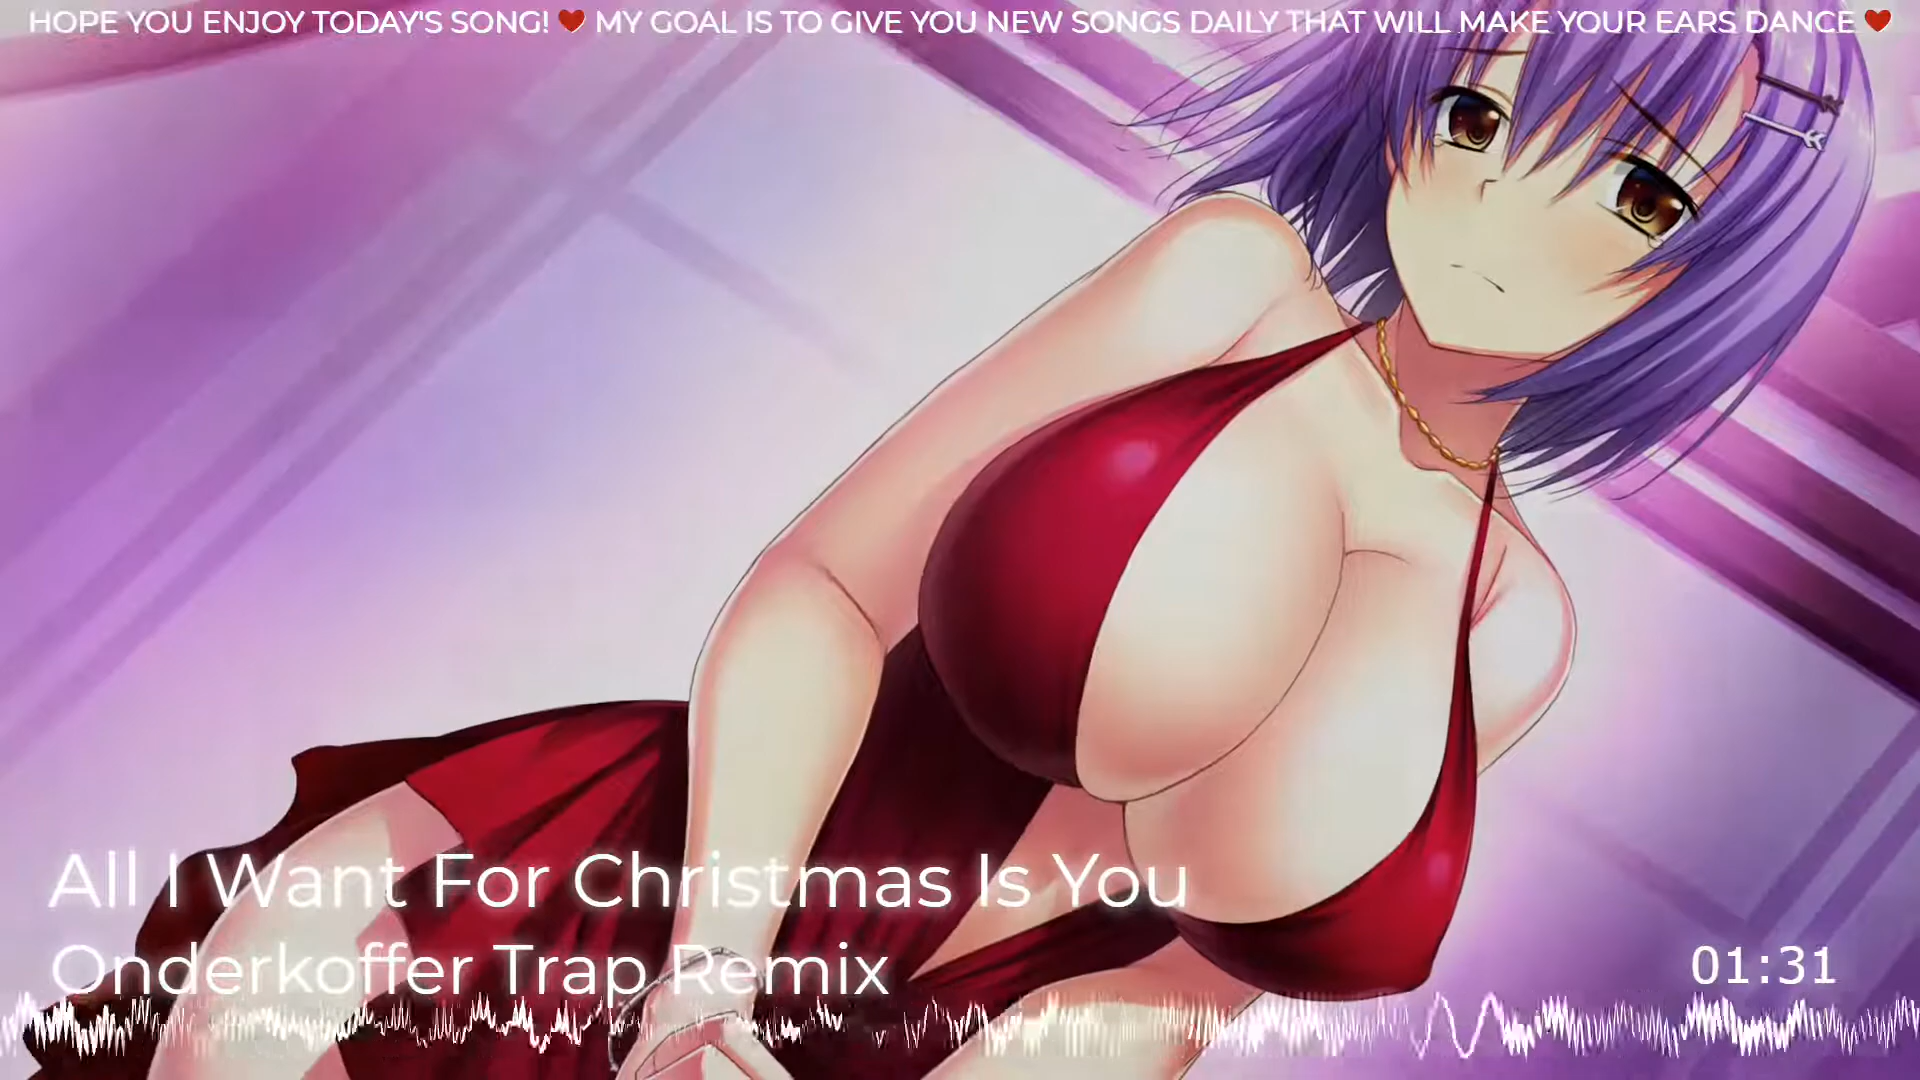 HOPE YOU ENJOY TODAY'S SONG! ❤ MY GOAL IS TO GIVE YOU NEW SONGS DAILY THAT WILL MAKE YOUR EARS DANCE ❤
All I Want For Christmas Is You
Onderkoffer Trap Remix
01:31